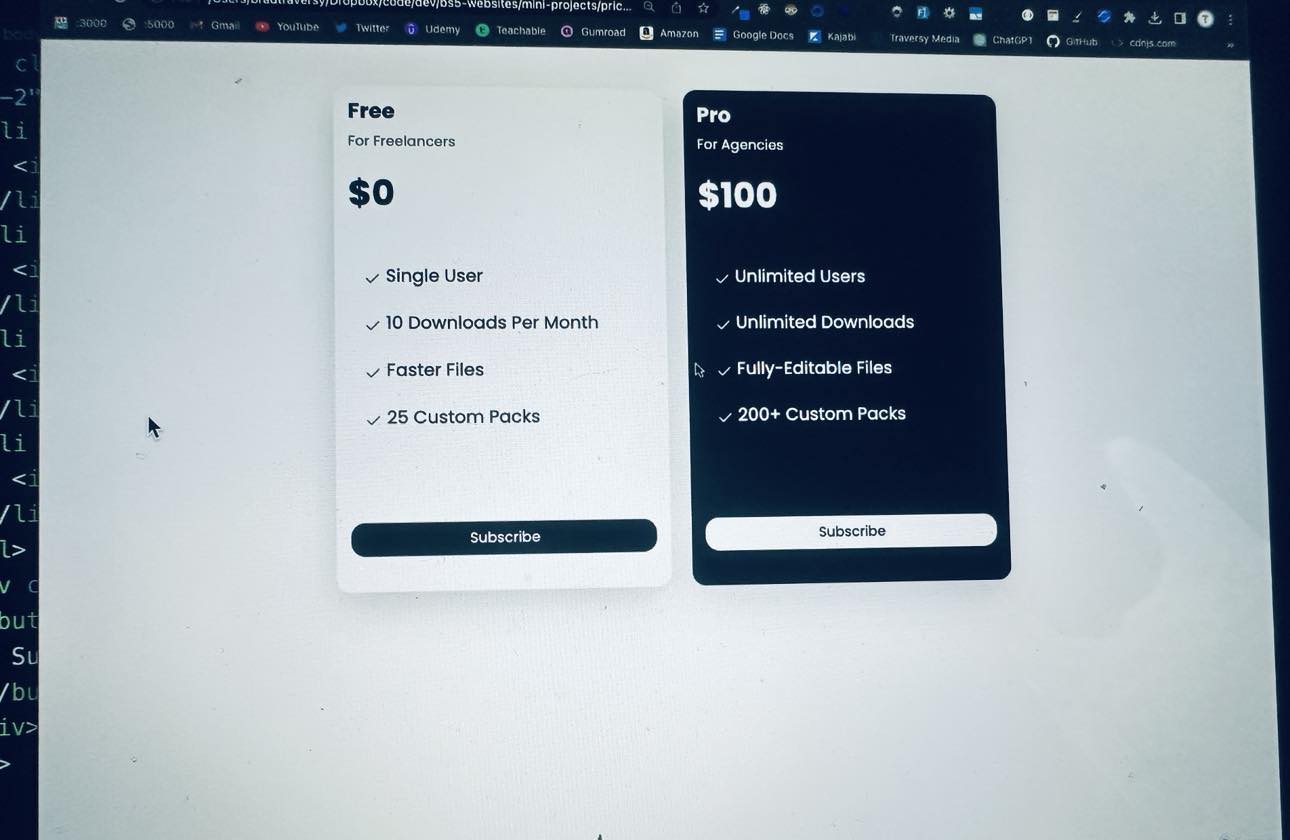 /Users/bradtraversy/Dropbox/code/dev/bs5-websites/mini-projects/pric...
:3000 :5000 Gmail YouTube Twitter Udemy Teachable Gumroad Amazon Google Docs Kajabi Traversy Media ChatGPT GitHub cdnjs.com »
Free
For Freelancers
$0
Single User
10 Downloads Per Month
Faster Files
25 Custom Packs
Subscribe
Pro
For Agencies
$100
Unlimited Users
Unlimited Downloads
Fully-Editable Files
200+ Custom Packs
Subscribe
cl
-2"
li
<i
/li
li
<i
/li
li
<i
/li
li
<i
/li
l>
v c
but
Su
/bu
iv>
>